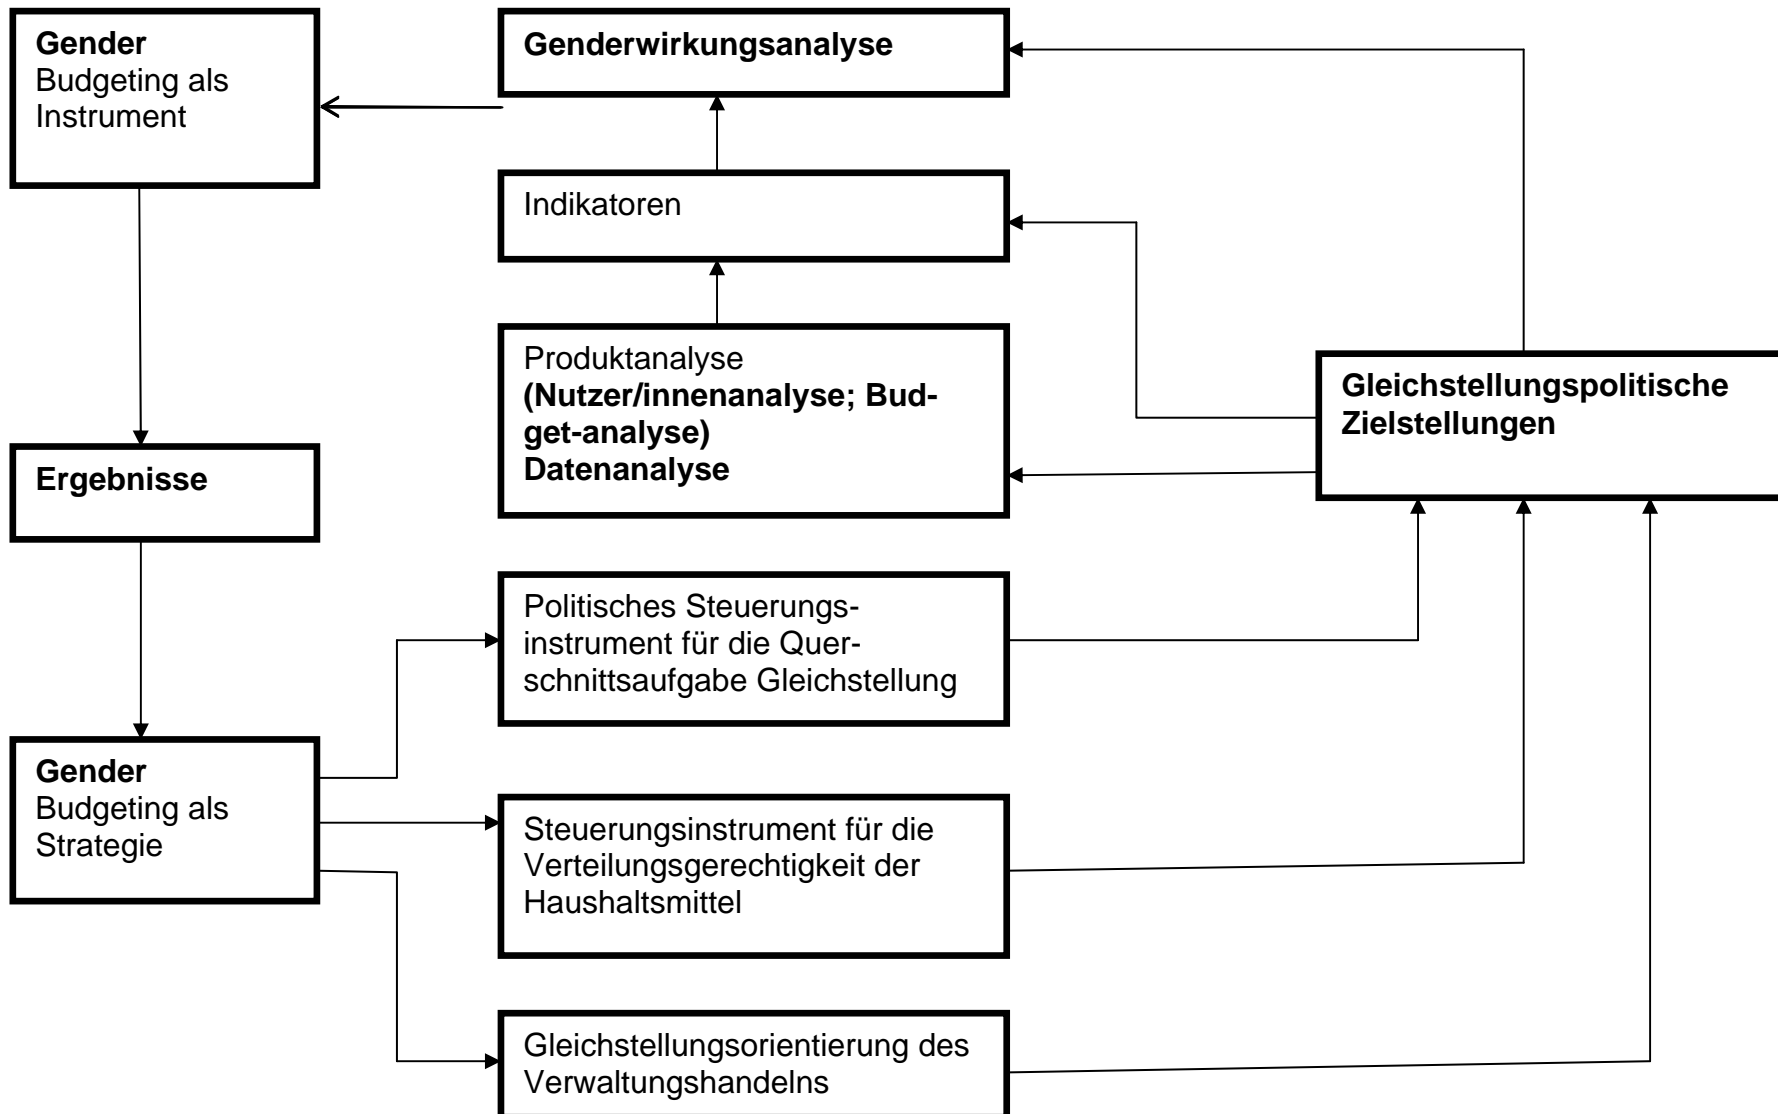 Gender
Budgeting als
Instrument
Genderwirkungsanalyse
Indikatoren
Produktanalyse
(Nutzer/innenanalyse; Bud-
get-analyse)
Datenanalyse
Gleichstellungspolitische
Zielstellungen
Ergebnisse
Politisches Steuerungs-
instrument für die Quer-
schnittsaufgabe Gleichstellung
Gender
Budgeting als
Strategie
Steuerungsinstrument für die
Verteilungsgerechtigkeit der
Haushaltsmittel
Gleichstellungsorientierung des
Verwaltungshandelns